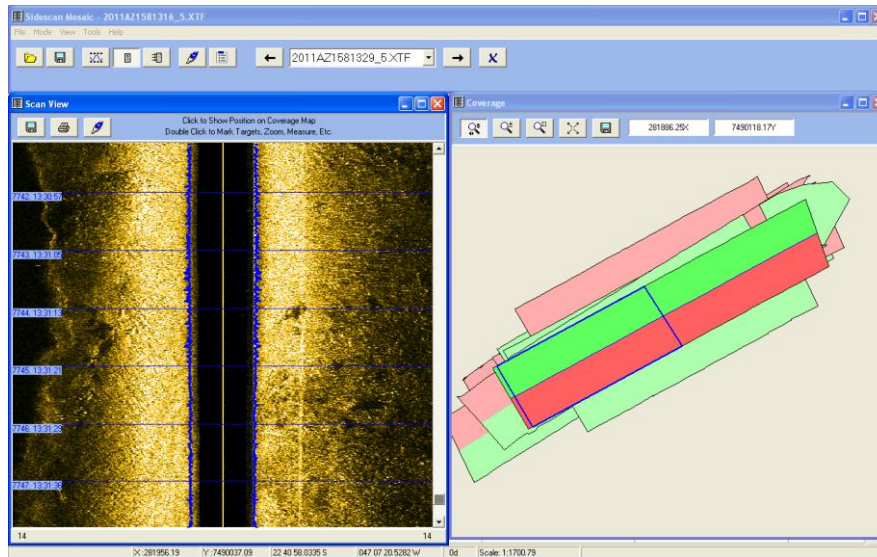 Sidescan Mosaic - 2011AZ1581316_5.XTF
File Mode View Tools Help
2011AZ1581329_5.XTF
X
Scan View
Click to Show Position on Coverage Map
Double Click to Mark Targets, Zoom, Measure, Etc.
7742, 13:30:57
7743, 13:31:05
7744, 13:31:13
7745, 13:31:21
7746, 13:31:29
7747, 13:31:36
14 14
Coverage
281886.25X 7490118.17Y
X :281956.19 Y :7490037.09 22 40 58.0335 S 047 07 20.5282 W 0d Scale: 1:1700.79